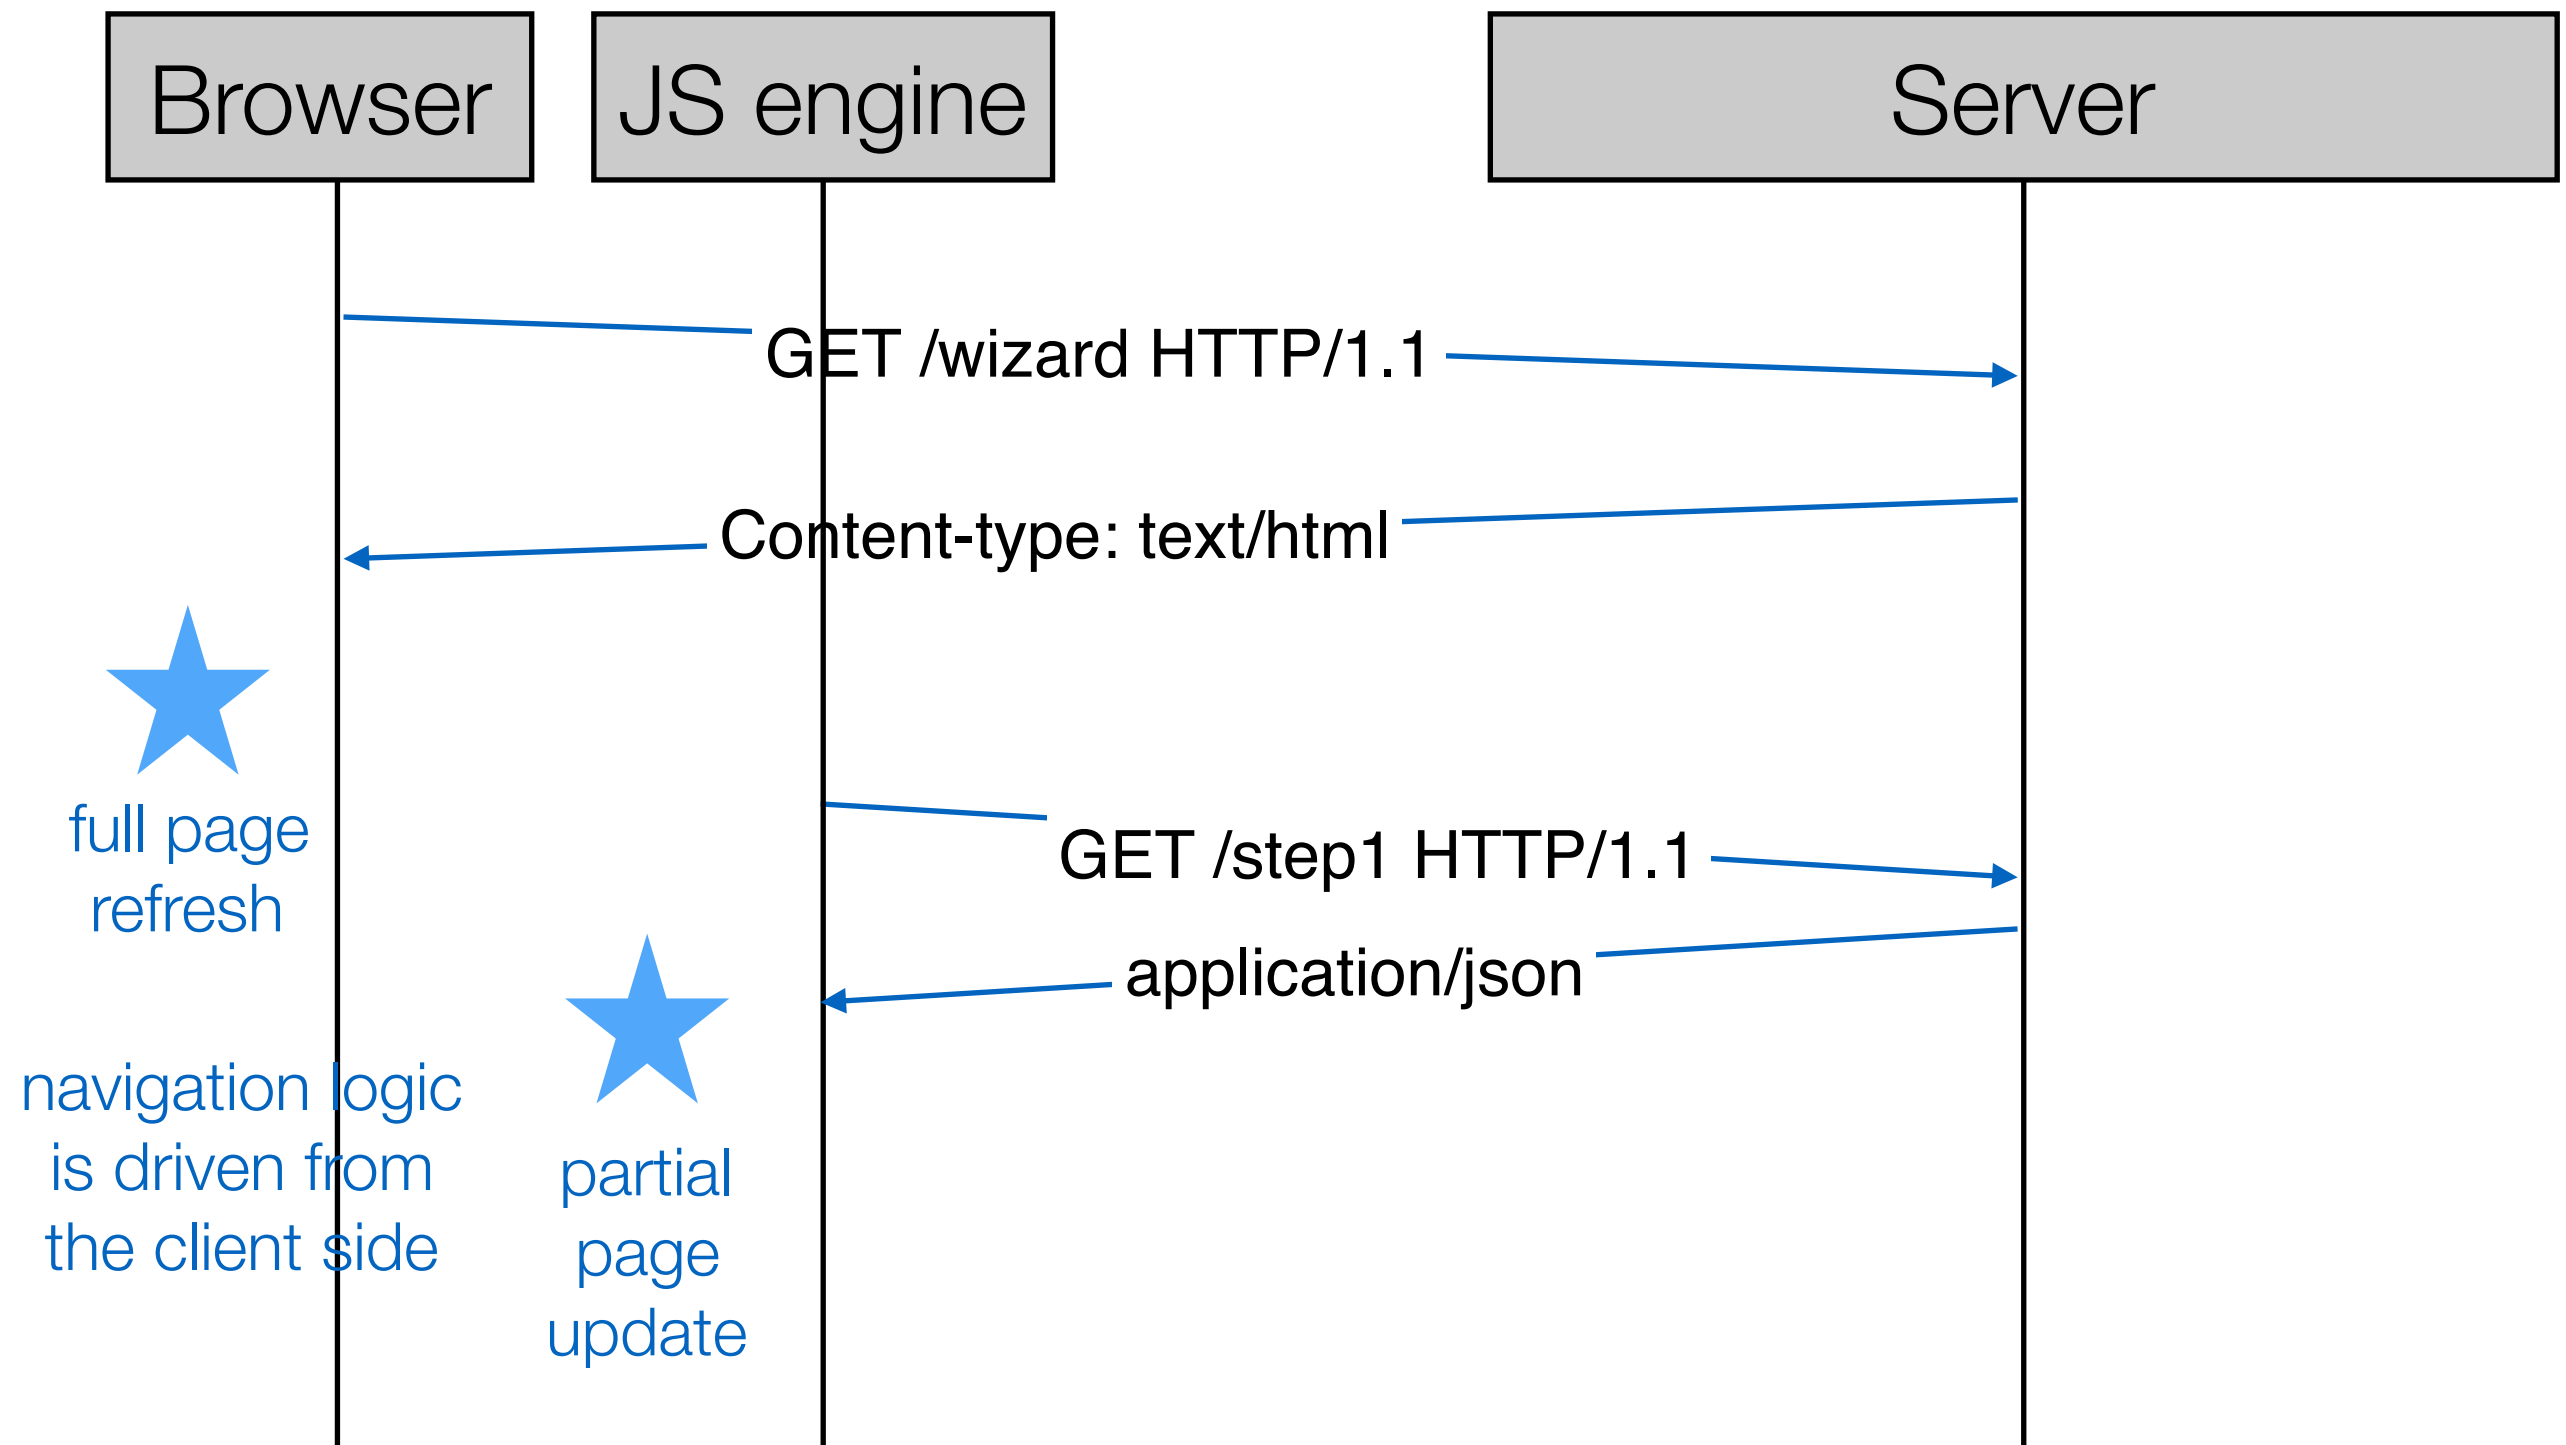 Browser
JS engine
Server
GET /wizard HTTP/1.1
Content-type: text/html
full page
refresh
GET /step1 HTTP/1.1
application/json
navigation logic
is driven from
the client side
partial
page
update